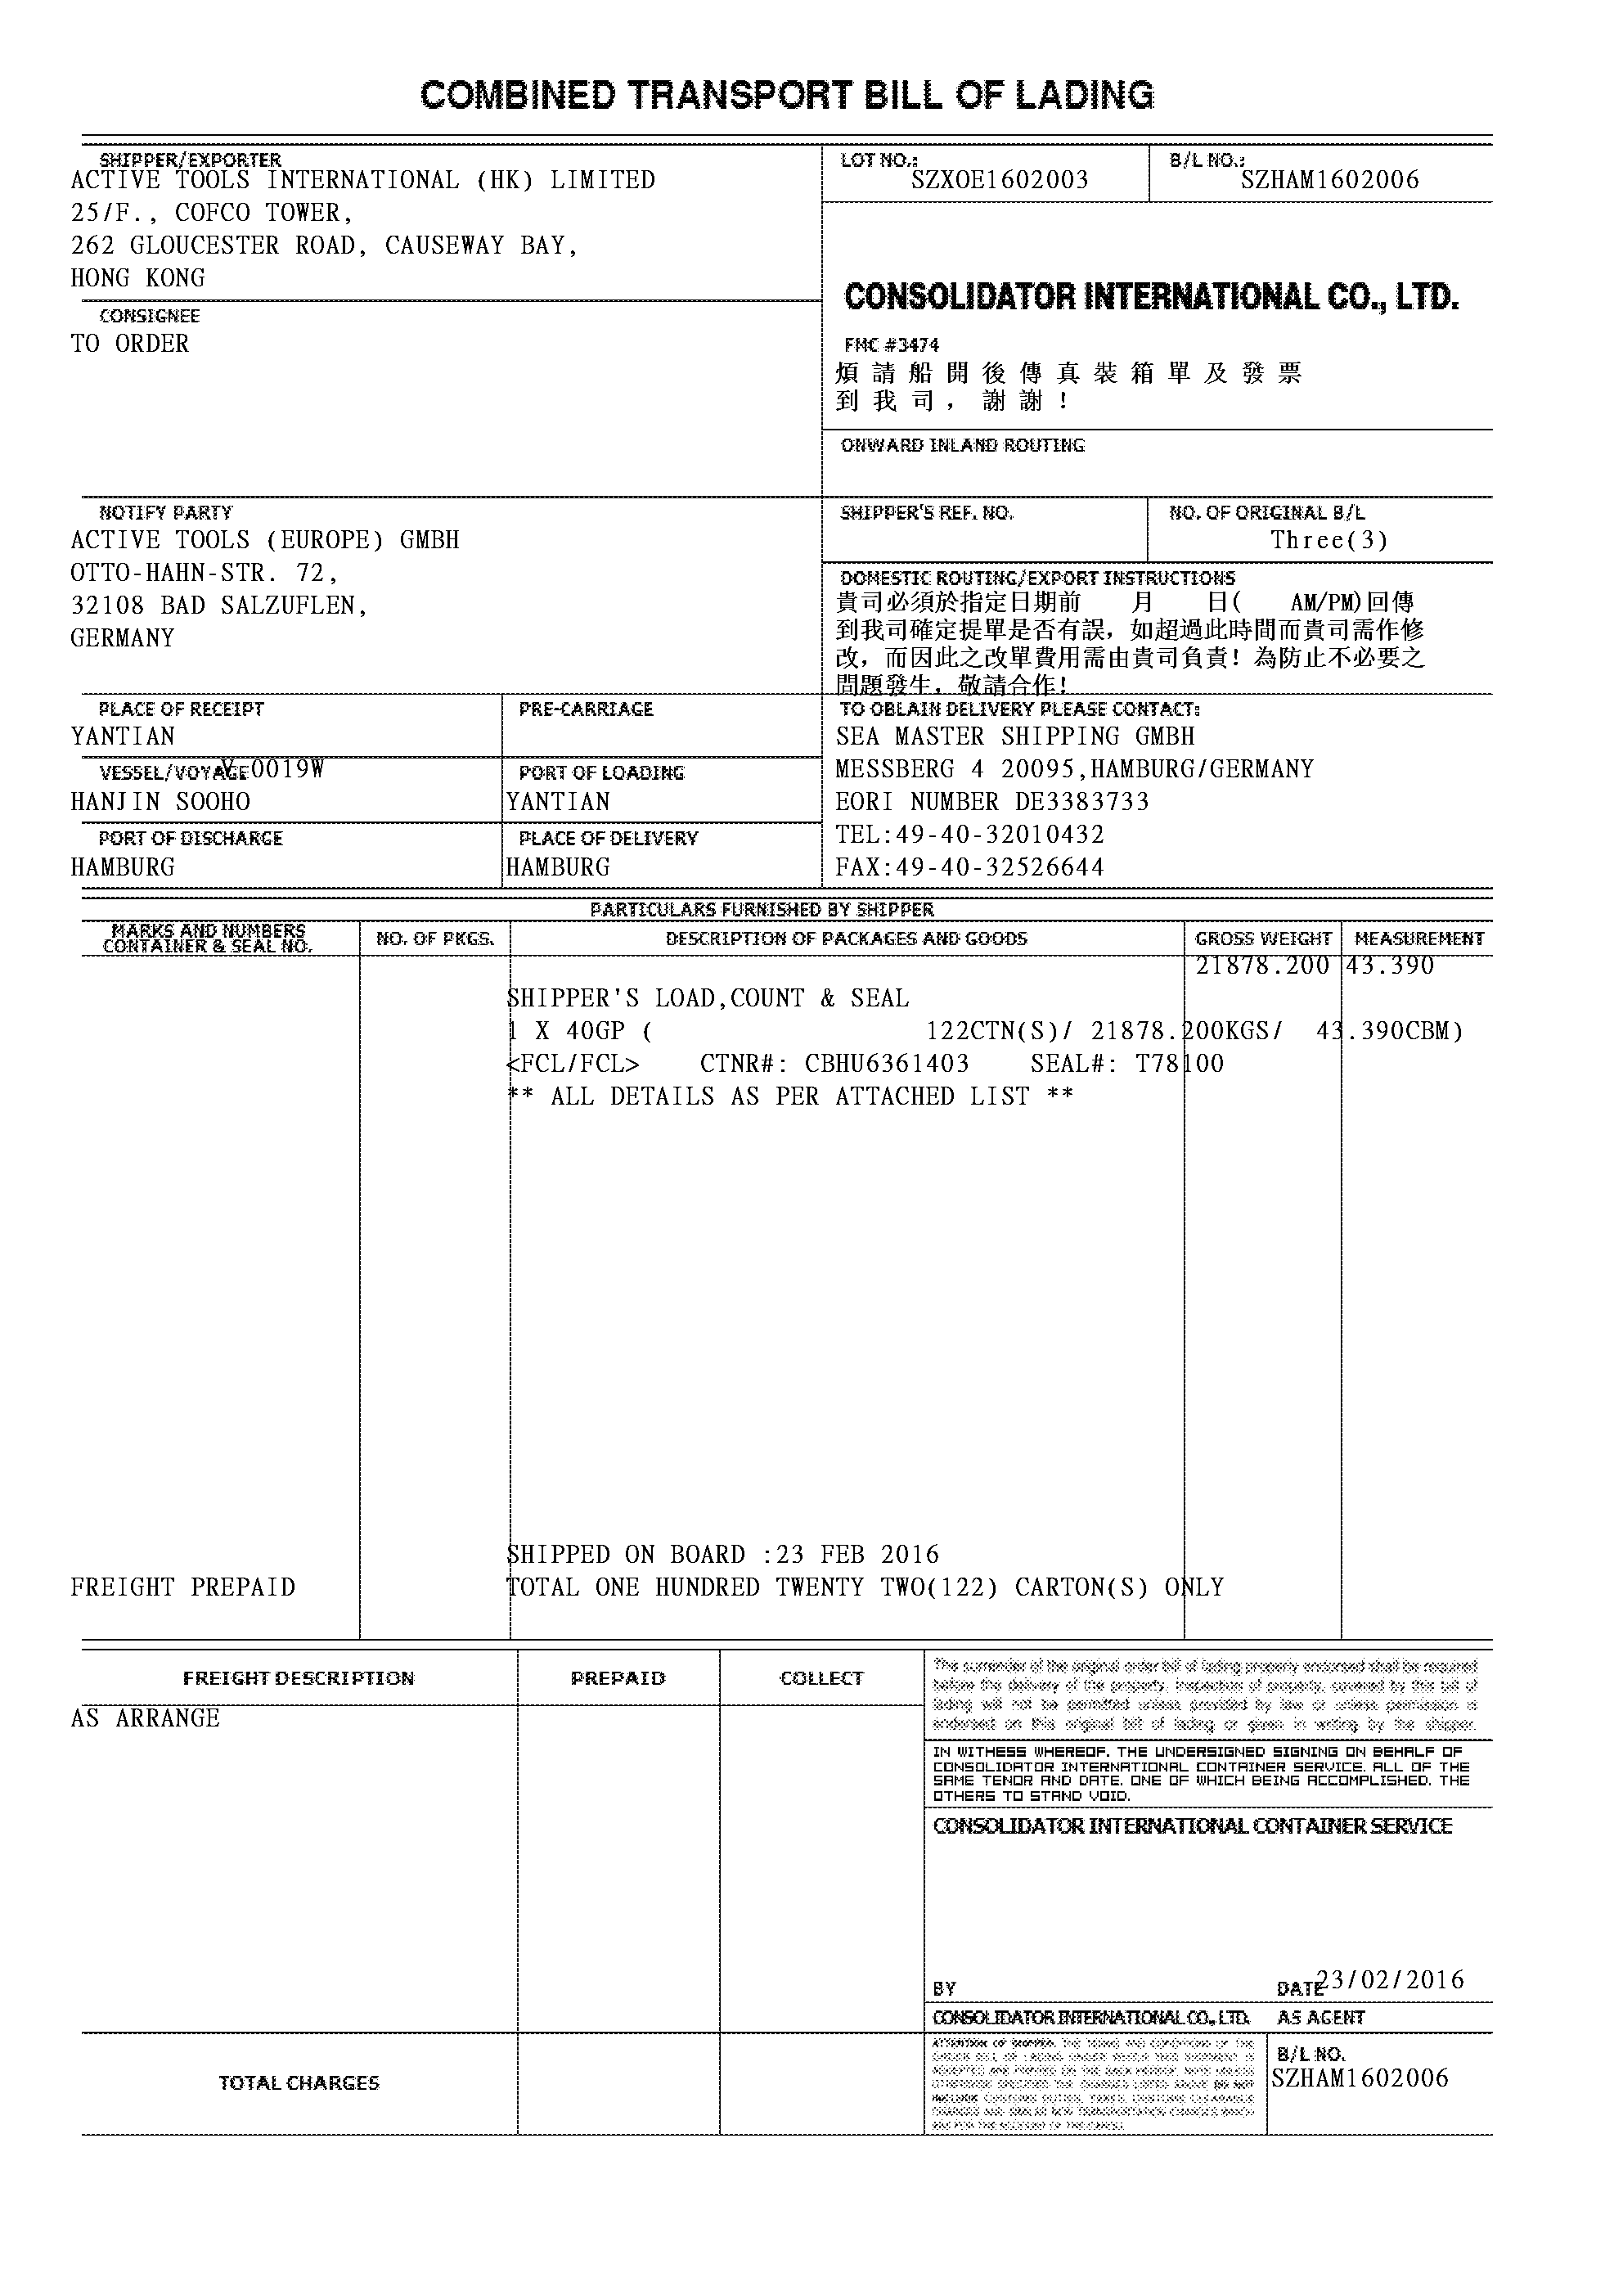 COMBINED TRANSPORT BILL OF LADING
SHIPPER/EXPORTER
ACTIVE TOOLS INTERNATIONAL (HK) LIMITED
25/F., COFCO TOWER,
262 GLOUCESTER ROAD, CAUSEWAY BAY,
HONG KONG
LOT NO.:
SZXOE1602003
B/L NO.:
SZHAM1602006
CONSOLIDATOR INTERNATIONAL CO., LTD.
FMC #3474
煩請船開後傳真裝箱單及發票
到我司，謝謝！
CONSIGNEE
TO ORDER
ONWARD INLAND ROUTING
NOTIFY PARTY
ACTIVE TOOLS (EUROPE) GMBH
OTTO-HAHN-STR. 72,
32108 BAD SALZUFLEN,
GERMANY
SHIPPER'S REF. NO.
NO. OF ORIGINAL B/L
Three(3)
DOMESTIC ROUTING/EXPORT INSTRUCTIONS
貴司必須於指定日期前 月 日( AM/PM)回傳
到我司確定提單是否有誤，如超過此時間而貴司需作修
改，而因此之改單費用需由貴司負責！為防止不必要之
問題發生，敬請合作！
PLACE OF RECEIPT
YANTIAN
PRE-CARRIAGE
VESSEL/VOYAGE V.0019W
HANJIN SOOHO
PORT OF LOADING
YANTIAN
PORT OF DISCHARGE
HAMBURG
PLACE OF DELIVERY
HAMBURG
TO OBLAIN DELIVERY PLEASE CONTACT:
SEA MASTER SHIPPING GMBH
MESSBERG 4 20095,HAMBURG/GERMANY
EORI NUMBER DE3383733
TEL:49-40-32010432
FAX:49-40-32526644
PARTICULARS FURNISHED BY SHIPPER
MARKS AND NUMBERS
CONTAINER & SEAL NO.
NO. OF PKGS.
DESCRIPTION OF PACKAGES AND GOODS
GROSS WEIGHT
MEASUREMENT
21878.200 43.390
SHIPPER'S LOAD,COUNT & SEAL
1 X 40GP ( 122CTN(S)/ 21878.200KGS/ 43.390CBM)
<FCL/FCL> CTNR#: CBHU6361403 SEAL#: T78100
** ALL DETAILS AS PER ATTACHED LIST **
SHIPPED ON BOARD :23 FEB 2016
FREIGHT PREPAID TOTAL ONE HUNDRED TWENTY TWO(122) CARTON(S) ONLY
FREIGHT DESCRIPTION
PREPAID
COLLECT
AS ARRANGE
The surrender of the original order bill of lading properly endorsed shall be required
before the delivery of the property. Inspection of property covered by this bill of
lading will not be permitted unless provided by law or unless permission is
endorsed on this original bill of lading or given in writing by the shipper.
IN WITHESS WHEREOF, THE UNDERSIGNED SIGNING ON BEHALF OF
CONSOLIDATOR INTERNATIONAL CONTAINER SERVICE. ALL OF THE
SAME TENOR AND DATE. ONE OF WHICH BEING ACCOMPLISHED. THE
OTHERS TO STAND VOID.
CONSOLIDATOR INTERNATIONAL CONTAINER SERVICE
BY
DATE 23/02/2016
CONSOLIDATOR INTERNATIONAL CO., LTD. AS AGENT
TOTAL CHARGES
B/L NO.
SZHAM1602006